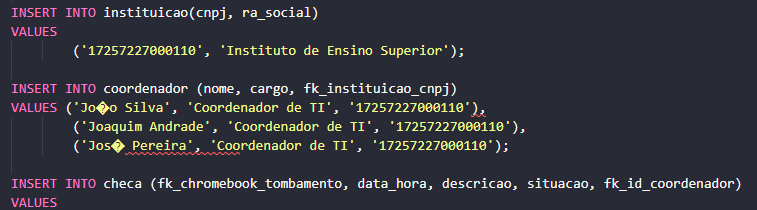 INSERT INTO instituicao(cnpj, ra_social)
VALUES
('17257227000110', 'Instituto de Ensino Superior');
INSERT INTO coordenador (nome, cargo, fk_instituicao_cnpj)
VALUES ('Jo�o Silva', 'Coordenador de TI', '17257227000110'),
('Joaquim Andrade', 'Coordenador de TI', '17257227000110'),
('Jos� Pereira', 'Coordenador de TI', '17257227000110');
INSERT INTO checa (fk_chromebook_tombamento, data_hora, descricao, situacao, fk_id_coordenador)
VALUES